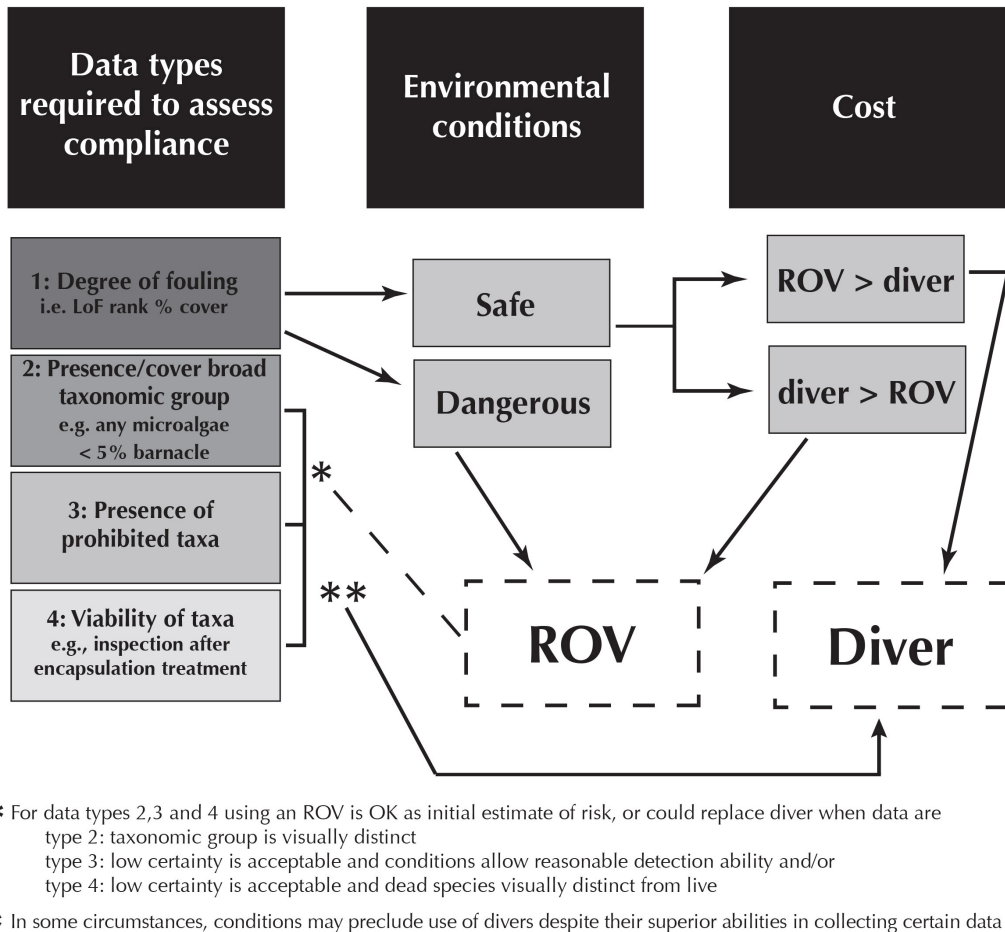 Data types
required to assess
compliance
Environmental
conditions
Cost
1: Degree of fouling
i.e. LoF rank % cover
2: Presence/cover broad
taxonomic group
e.g. any microalgae
< 5% barnacle
3: Presence of
prohibited taxa
4: Viability of taxa
e.g., inspection after
encapsulation treatment
Safe
Dangerous
ROV > diver
diver > ROV
*
**
ROV
Diver
* For data types 2,3 and 4 using an ROV is OK as initial estimate of risk, or could replace diver when data are
type 2: taxonomic group is visually distinct
type 3: low certainty is acceptable and conditions allow reasonable detection ability and/or
type 4: low certainty is acceptable and dead species visually distinct from live
* In some circumstances, conditions may preclude use of divers despite their superior abilities in collecting certain data